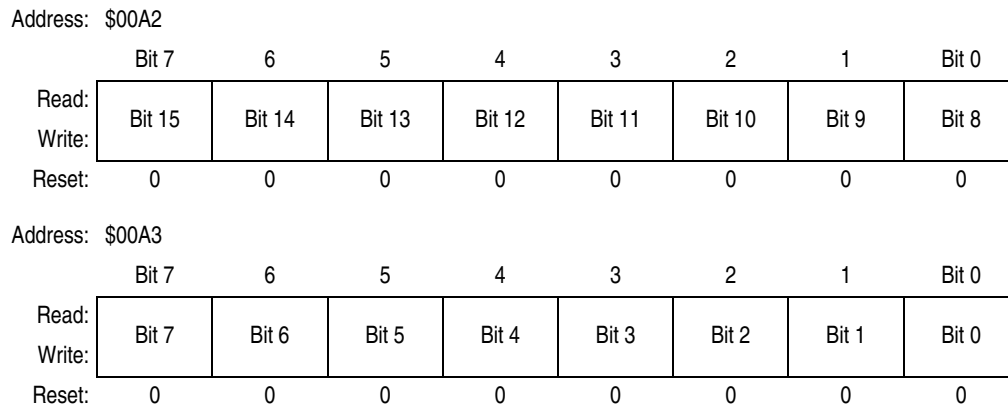 Address: $00A2
Bit 7 6 5 4 3 2 1 Bit 0
Read:
Bit 15 Bit 14 Bit 13 Bit 12 Bit 11 Bit 10 Bit 9 Bit 8
Write:
Reset: 0 0 0 0 0 0 0 0
Address: $00A3
Bit 7 6 5 4 3 2 1 Bit 0
Read:
Bit 7 Bit 6 Bit 5 Bit 4 Bit 3 Bit 2 Bit 1 Bit 0
Write:
Reset: 0 0 0 0 0 0 0 0